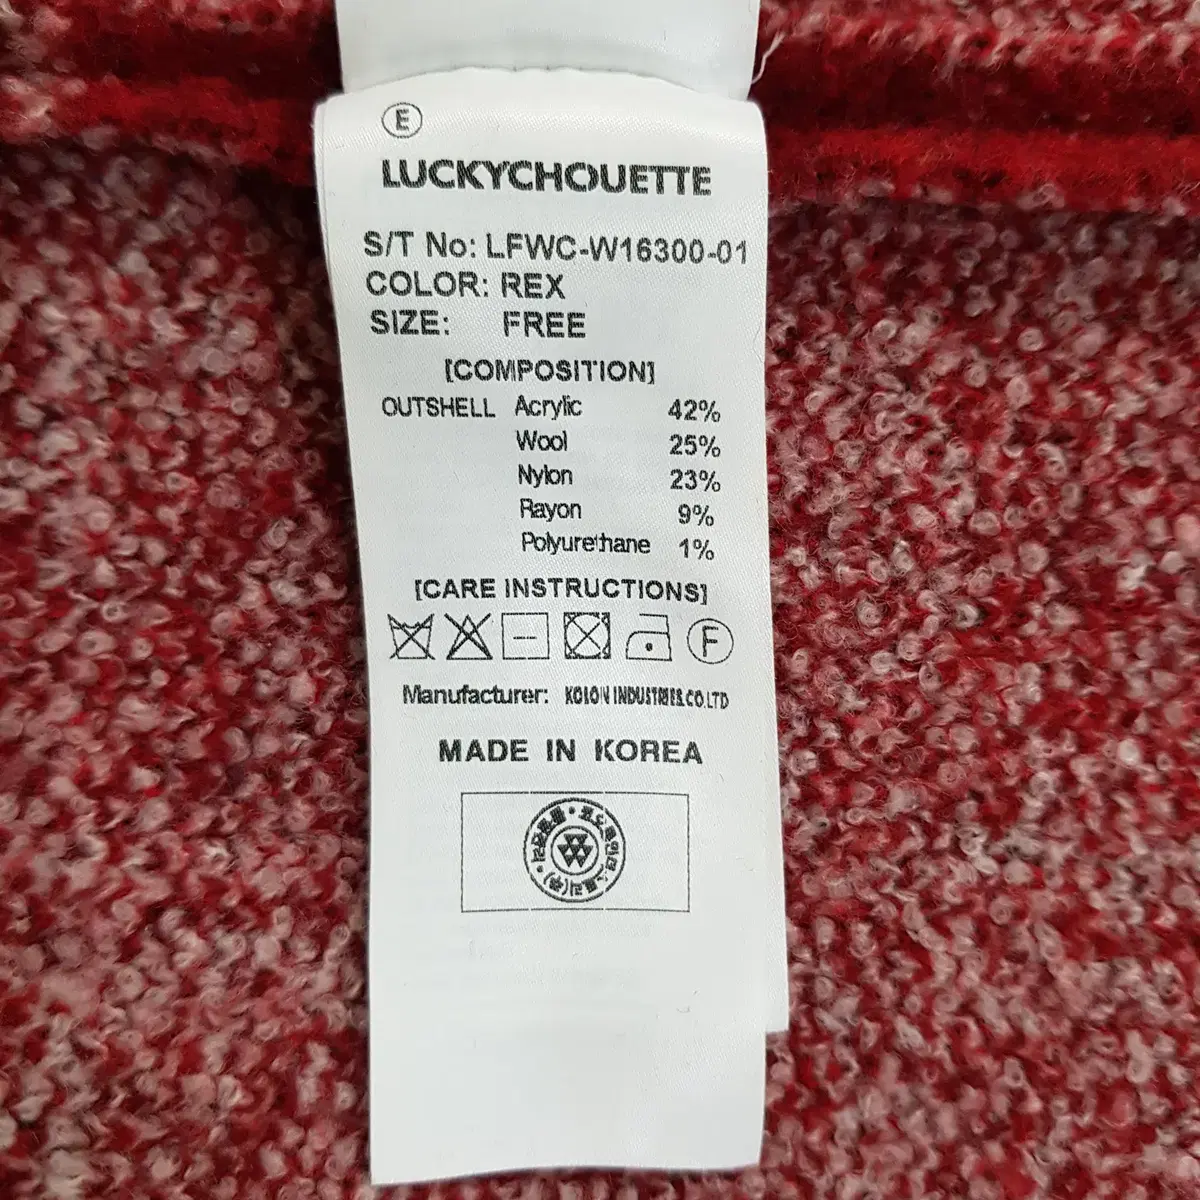 E
LUCKYCHOUETTE
S/T No: LFWC-W16300-01
COLOR: REX
SIZE: FREE
[COMPOSITION]
OUTSHELL Acrylic 42%
Wool 25%
Nylon 23%
Rayon 9%
Polyurethane 1%
[CARE INSTRUCTIONS]
F
Manufacturer: KOLON INDUSTRIES.CO.LTD
MADE IN KOREA